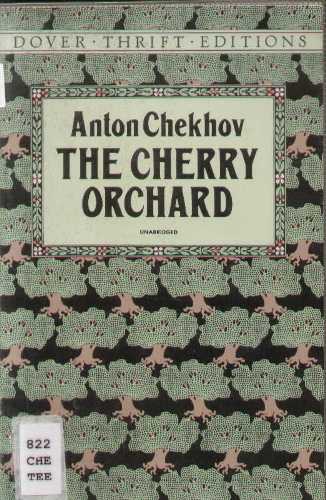 DOVER · THRIFT · EDITIONS
Anton Chekhov
THE CHERRY
ORCHARD
UNABRIDGED
822
CHE
TEE